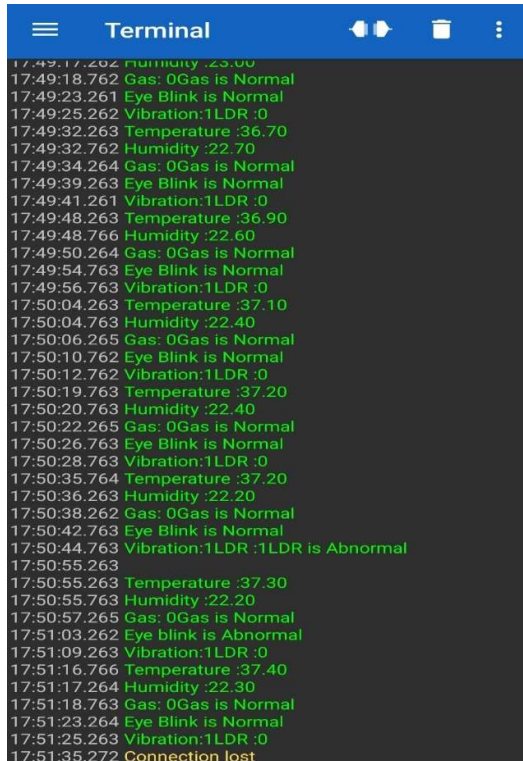 Terminal
17:49:17.262 Humidity :23.00
17:49:18.762 Gas: 0Gas is Normal
17:49:23.261 Eye Blink is Normal
17:49:25.262 Vibration:1LDR :0
17:49:32.263 Temperature :36.70
17:49:32.762 Humidity :22.70
17:49:34.264 Gas: 0Gas is Normal
17:49:39.263 Eye Blink is Normal
17:49:41.261 Vibration:1LDR :0
17:49:48.263 Temperature :36.90
17:49:48.766 Humidity :22.60
17:49:50.264 Gas: 0Gas is Normal
17:49:54.763 Eye Blink is Normal
17:49:56.763 Vibration:1LDR :0
17:50:04.263 Temperature :37.10
17:50:04.763 Humidity :22.40
17:50:06.265 Gas: 0Gas is Normal
17:50:10.762 Eye Blink is Normal
17:50:12.762 Vibration:1LDR :0
17:50:19.763 Temperature :37.20
17:50:20.763 Humidity :22.40
17:50:22.265 Gas: 0Gas is Normal
17:50:26.763 Eye Blink is Normal
17:50:28.763 Vibration:1LDR :0
17:50:35.764 Temperature :37.20
17:50:36.263 Humidity :22.20
17:50:38.262 Gas: 0Gas is Normal
17:50:42.763 Eye Blink is Normal
17:50:44.763 Vibration:1LDR :1LDR is Abnormal
17:50:55.263
17:50:55.263 Temperature :37.30
17:50:55.763 Humidity :22.20
17:50:57.265 Gas: 0Gas is Normal
17:51:03.262 Eye blink is Abnormal
17:51:09.263 Vibration:1LDR :0
17:51:16.766 Temperature :37.40
17:51:17.264 Humidity :22.30
17:51:18.763 Gas: 0Gas is Normal
17:51:23.264 Eye Blink is Normal
17:51:25.263 Vibration:1LDR :0
17:51:35.272 Connection lost